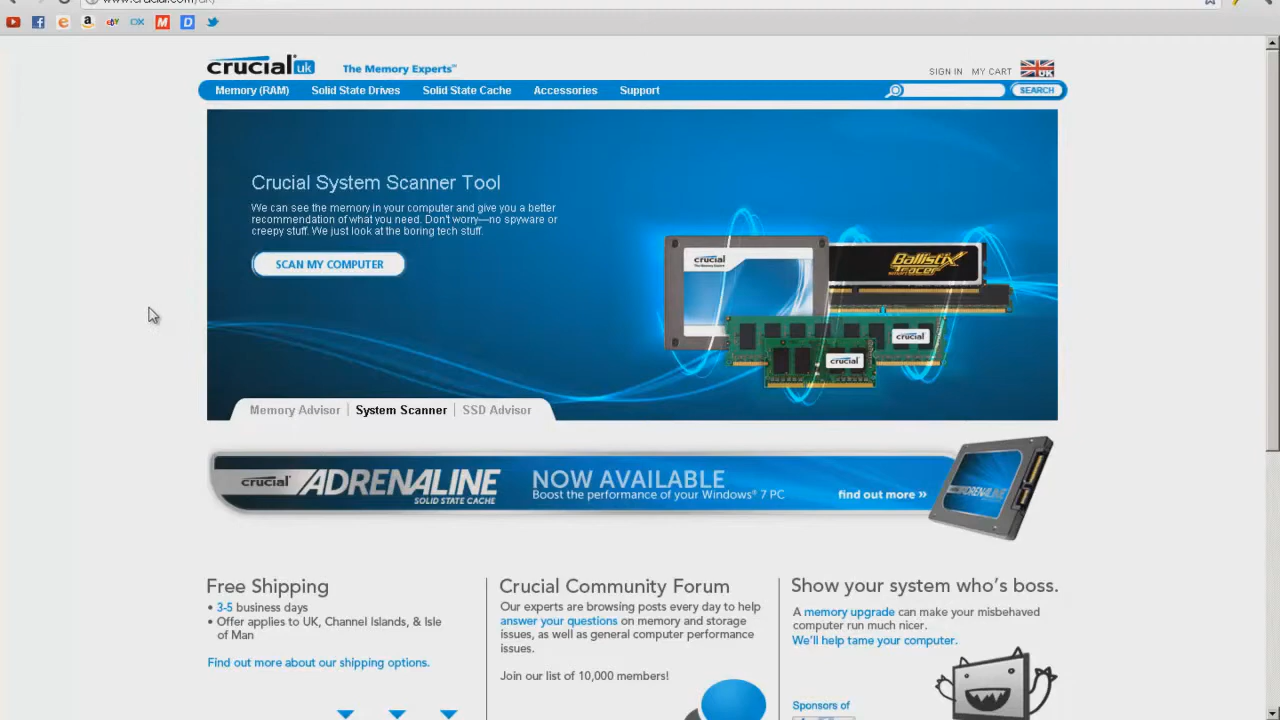 www.crucial.com/uk/
crucial uk The Memory Experts™
SIGN IN MY CART UK
Memory (RAM) Solid State Drives Solid State Cache Accessories Support SEARCH
Crucial System Scanner Tool
We can see the memory in your computer and give you a better
recommendation of what you need. Don't worry—no spyware or
creepy stuff. We just look at the boring tech stuff.
SCAN MY COMPUTER
crucial
Ballistix
Tracer
crucial
crucial
Memory Advisor | System Scanner | SSD Advisor
crucial ADRENALINE
SOLID STATE CACHE
NOW AVAILABLE
Boost the performance of your Windows® 7 PC
find out more »
ADRENALINE
Free Shipping
• 3-5 business days
• Offer applies to UK, Channel Islands, & Isle
of Man
Find out more about our shipping options.
Crucial Community Forum
Our experts are browsing posts every day to help
answer your questions on memory and storage
issues, as well as general computer performance
issues.
Join our list of 10,000 members!
Show your system who's boss.
A memory upgrade can make your misbehaved
computer run much nicer.
We'll help tame your computer.
Sponsors of